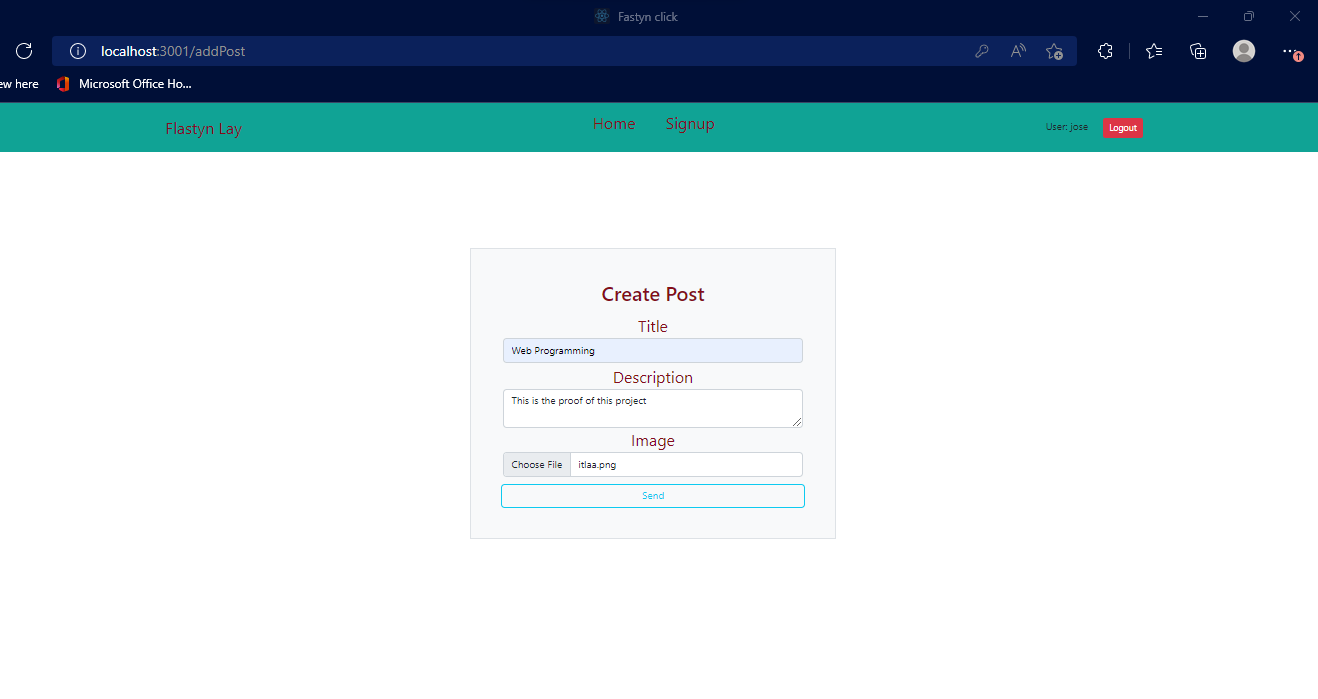 Fastyn click
localhost:3001/addPost
ew here Microsoft Office Ho...
Flastyn Lay Home Signup User: jose Logout
Create Post
Title
Web Programming
Description
This is the proof of this project
Image
Choose File itlaa.png
Send